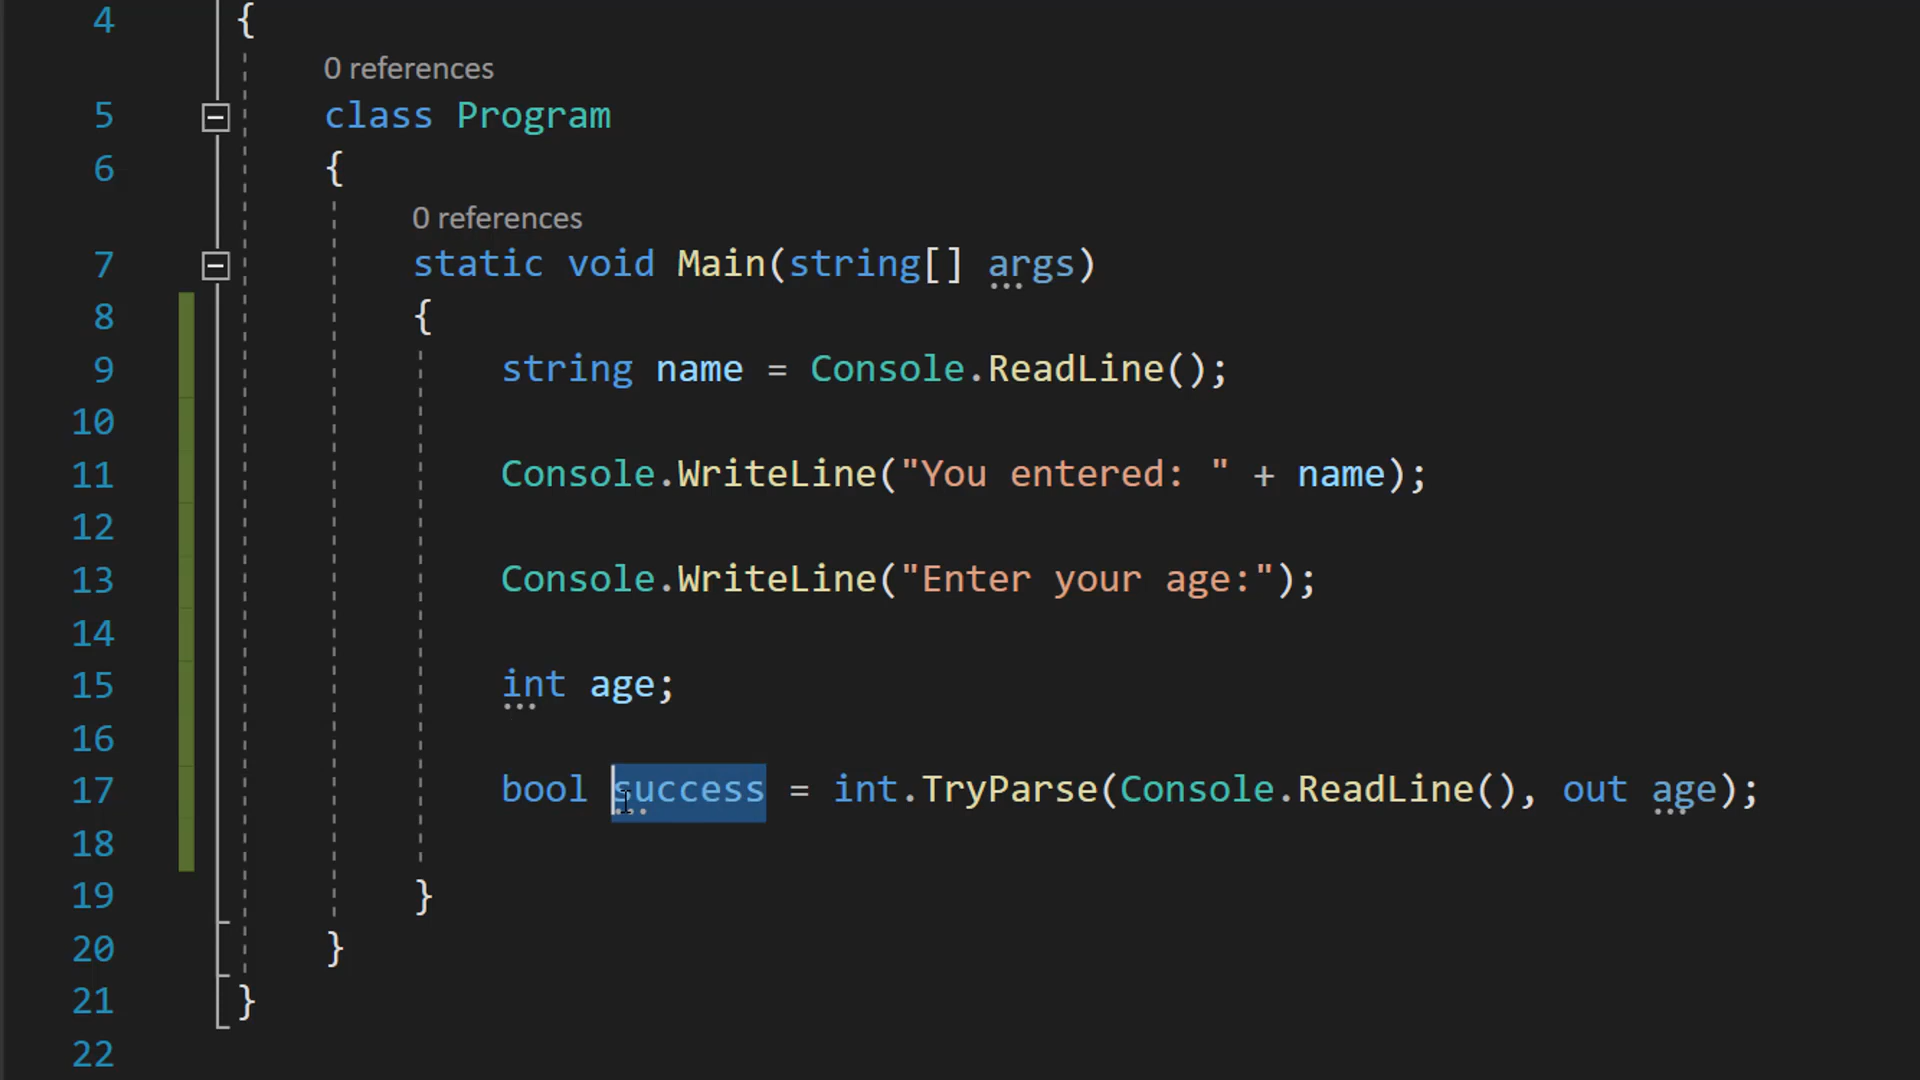 4 {
0 references
5 class Program
6 {
0 references
7 static void Main(string[] args)
8 {
9 string name = Console.ReadLine();
10
11 Console.WriteLine("You entered: " + name);
12
13 Console.WriteLine("Enter your age:");
14
15 int age;
16
17 bool success = int.TryParse(Console.ReadLine(), out age);
18
19 }
20 }
21 }
22